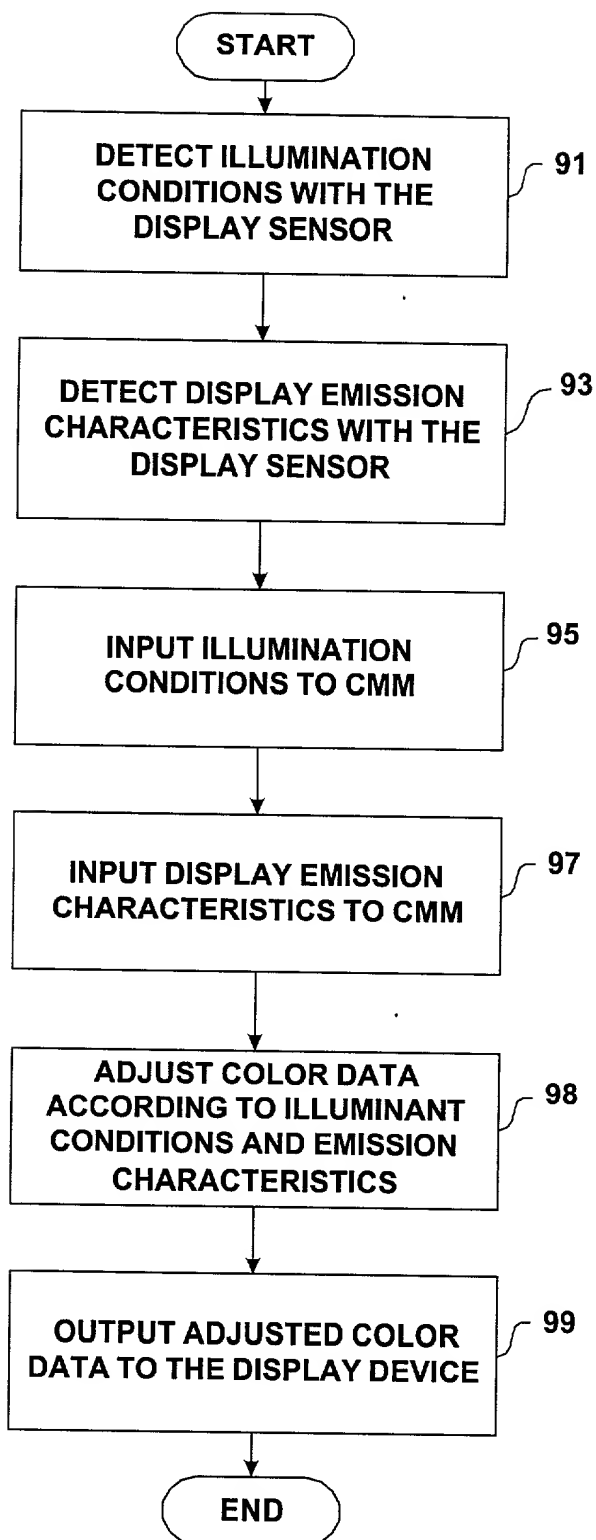 START
DETECT ILLUMINATION
CONDITIONS WITH THE
DISPLAY SENSOR
91
DETECT DISPLAY EMISSION
CHARACTERISTICS WITH THE
DISPLAY SENSOR
93
INPUT ILLUMINATION
CONDITIONS TO CMM
95
INPUT DISPLAY EMISSION
CHARACTERISTICS TO CMM
97
ADJUST COLOR DATA
ACCORDING TO ILLUMINANT
CONDITIONS AND EMISSION
CHARACTERISTICS
98
OUTPUT ADJUSTED COLOR
DATA TO THE DISPLAY DEVICE
99
END